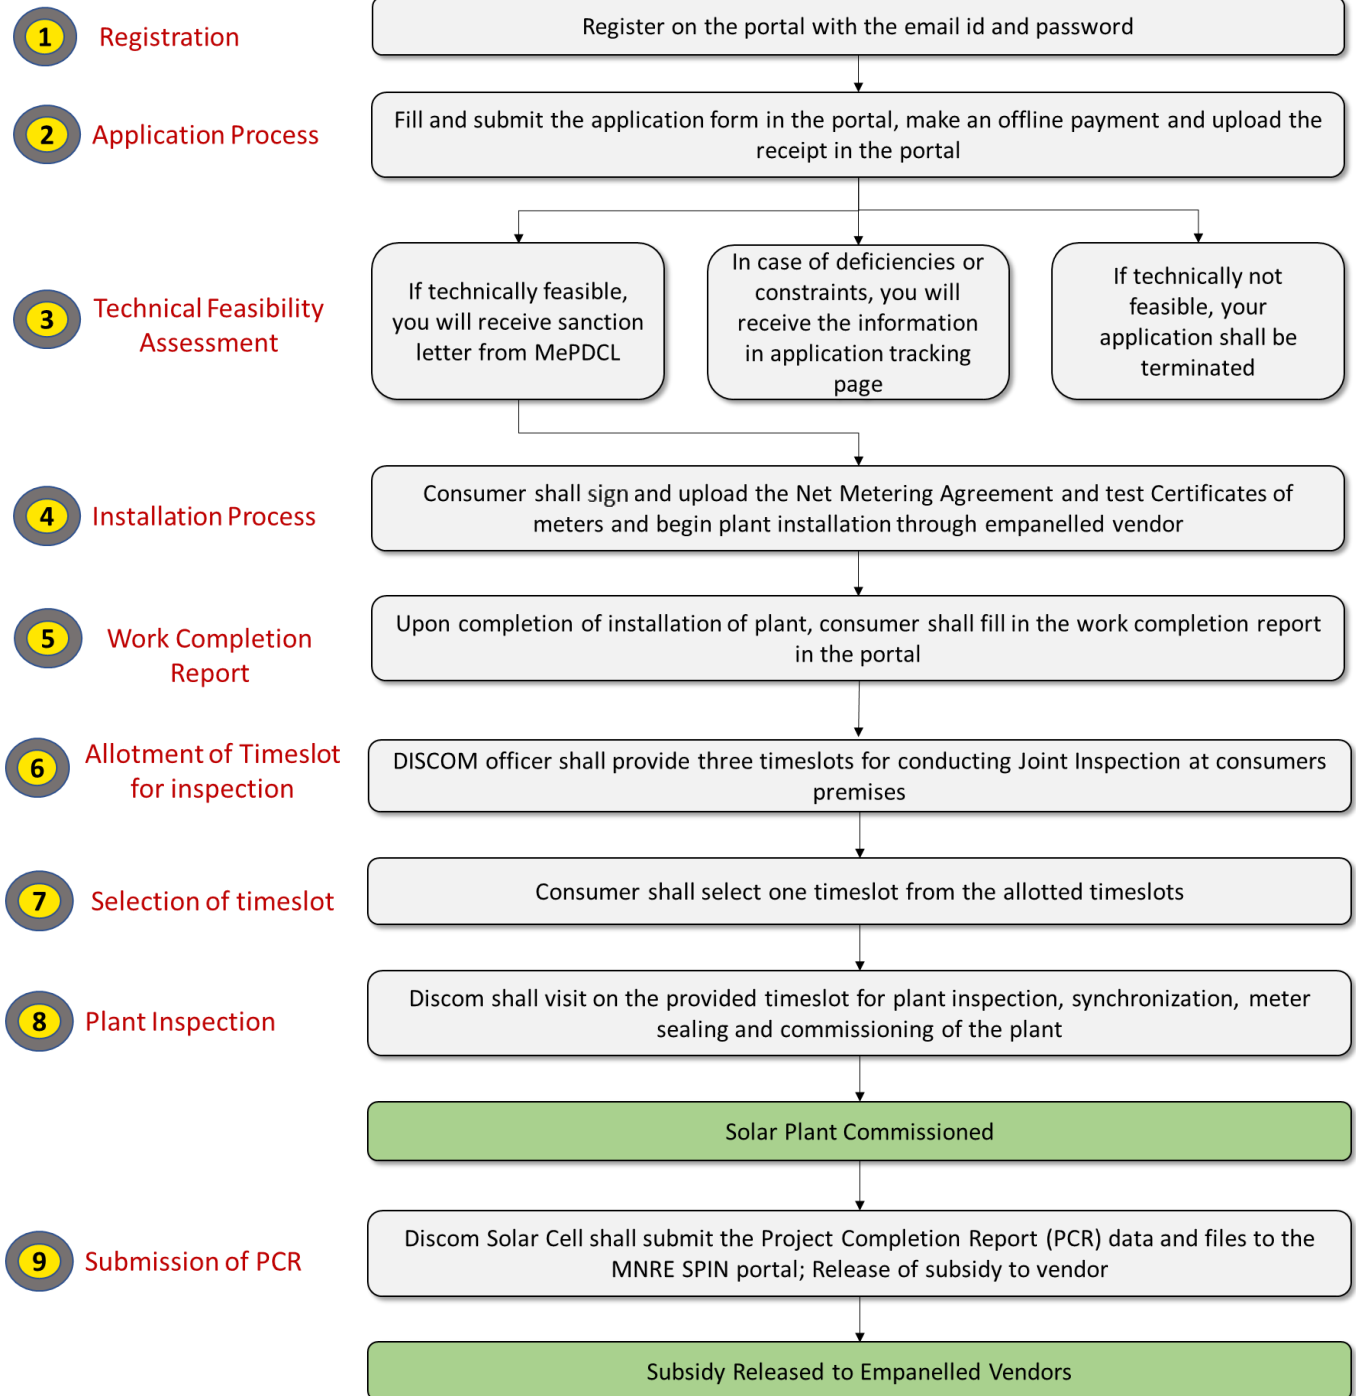 1
Registration
Register on the portal with the email id and password
2
Application Process
Fill and submit the application form in the portal, make an offline payment and upload the
receipt in the portal
3
Technical Feasibility
Assessment
If technically feasible,
you will receive sanction
letter from MePDCL
In case of deficiencies or
constraints, you will
receive the information
in application tracking
page
If technically not
feasible, your
application shall be
terminated
4
Installation Process
Consumer shall sign and upload the Net Metering Agreement and test Certificates of
meters and begin plant installation through empanelled vendor
5
Work Completion
Report
Upon completion of installation of plant, consumer shall fill in the work completion report
in the portal
6
Allotment of Timeslot
for inspection
DISCOM officer shall provide three timeslots for conducting Joint Inspection at consumers
premises
7
Selection of timeslot
Consumer shall select one timeslot from the allotted timeslots
8
Plant Inspection
Discom shall visit on the provided timeslot for plant inspection, synchronization, meter
sealing and commissioning of the plant
Solar Plant Commissioned
9
Submission of PCR
Discom Solar Cell shall submit the Project Completion Report (PCR) data and files to the
MNRE SPIN portal; Release of subsidy to vendor
Subsidy Released to Empanelled Vendors